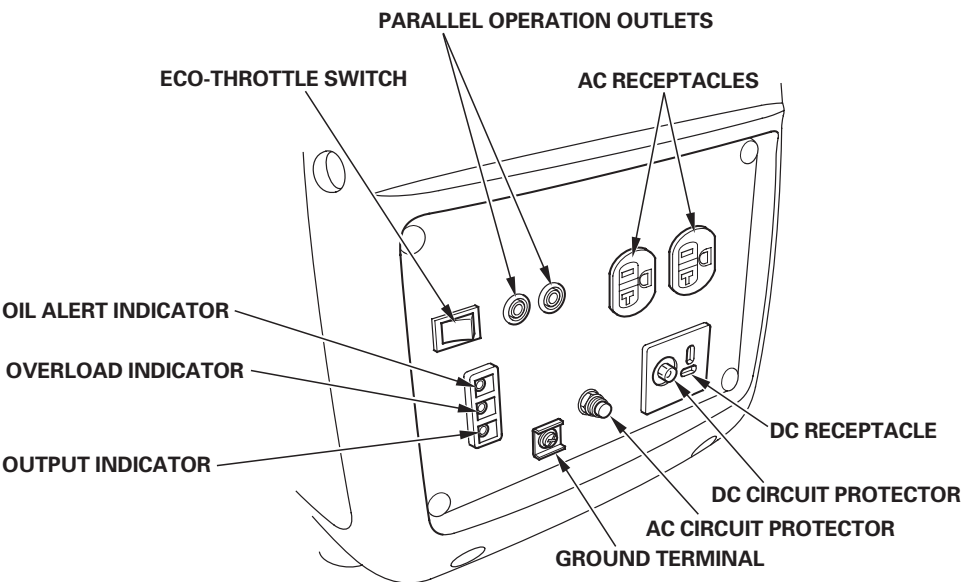 PARALLEL OPERATION OUTLETS
ECO-THROTTLE SWITCH
AC RECEPTACLES
OIL ALERT INDICATOR
OVERLOAD INDICATOR
OUTPUT INDICATOR
DC RECEPTACLE
DC CIRCUIT PROTECTOR
AC CIRCUIT PROTECTOR
GROUND TERMINAL